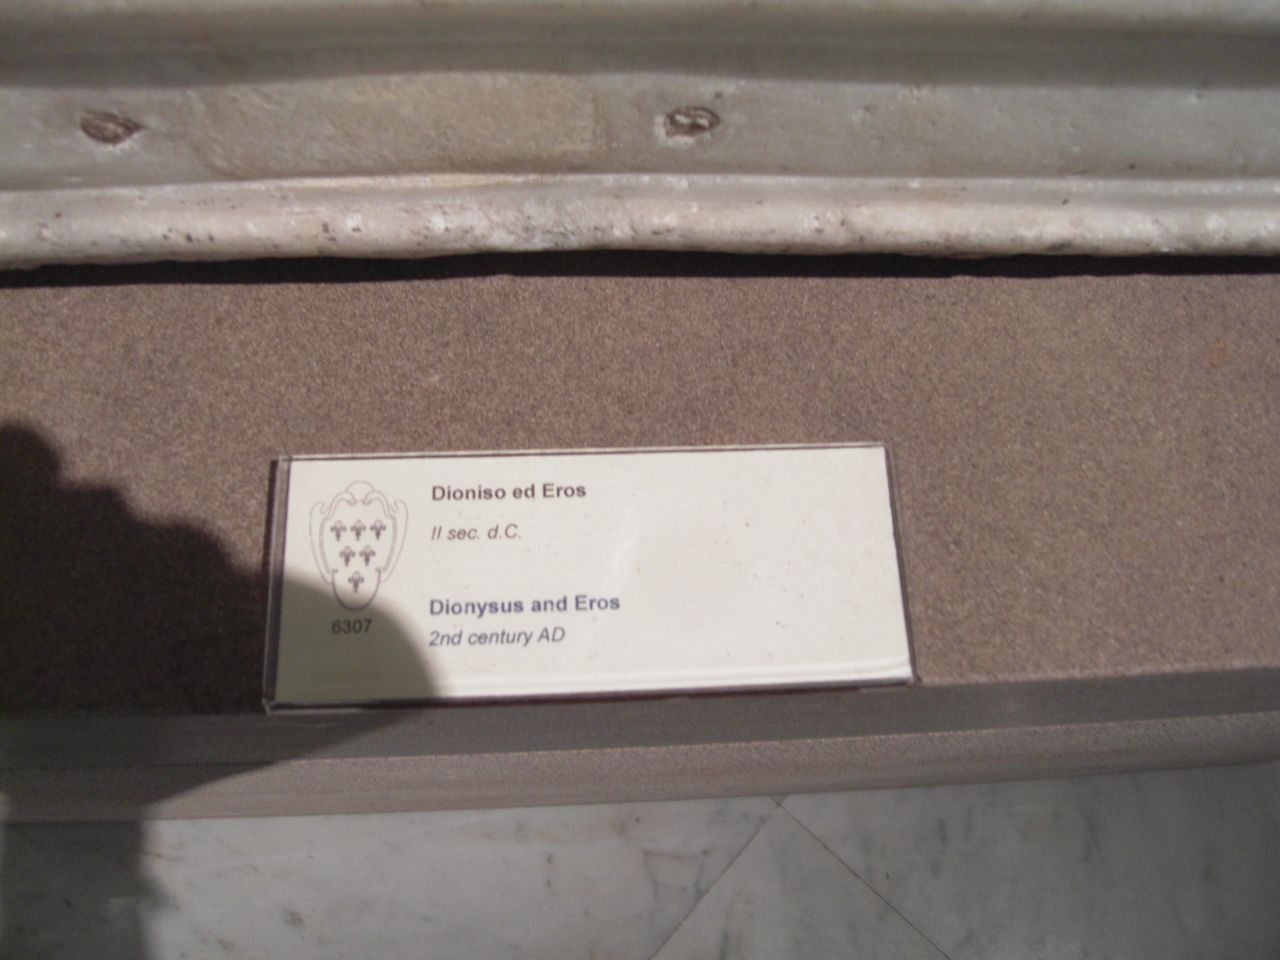 Dioniso ed Eros
II sec. d.C.
Dionysus and Eros
2nd century AD
6307